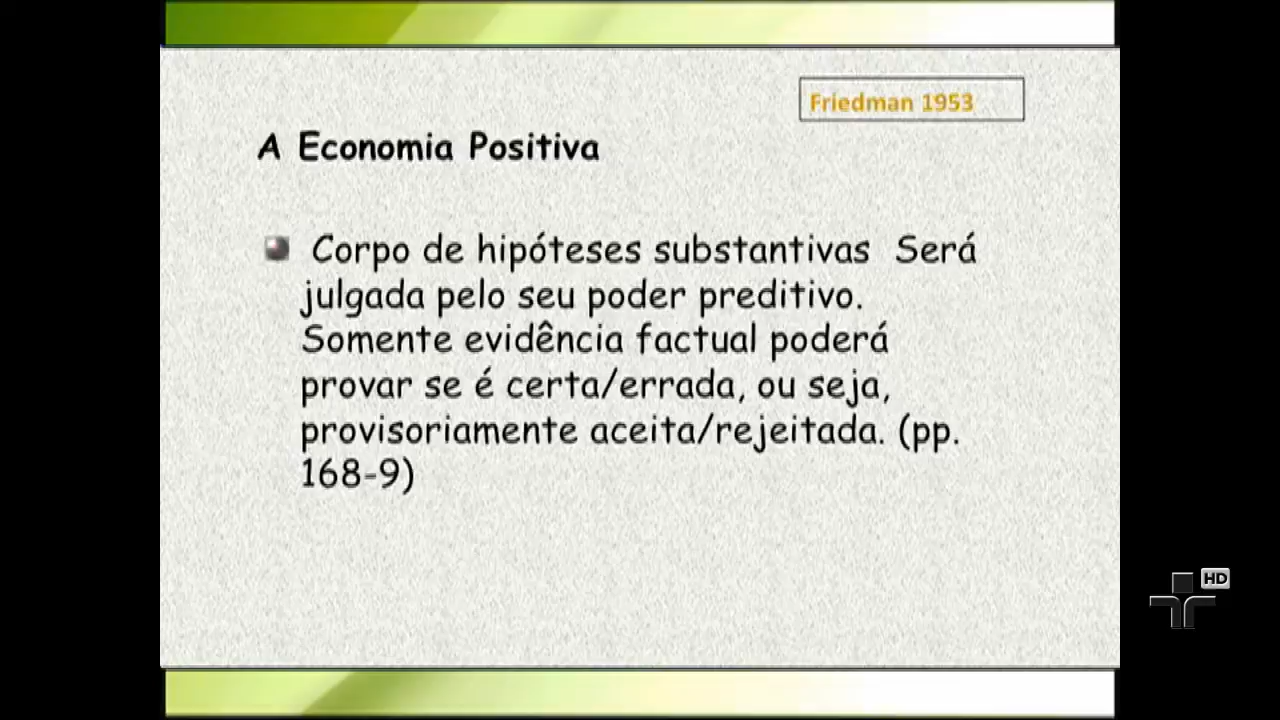 Friedman 1953
A Economia Positiva
Corpo de hipóteses substantivas Será
julgada pelo seu poder preditivo.
Somente evidência factual poderá
provar se é certa/errada, ou seja,
provisoriamente aceita/rejeitada. (pp.
168-9)
HD